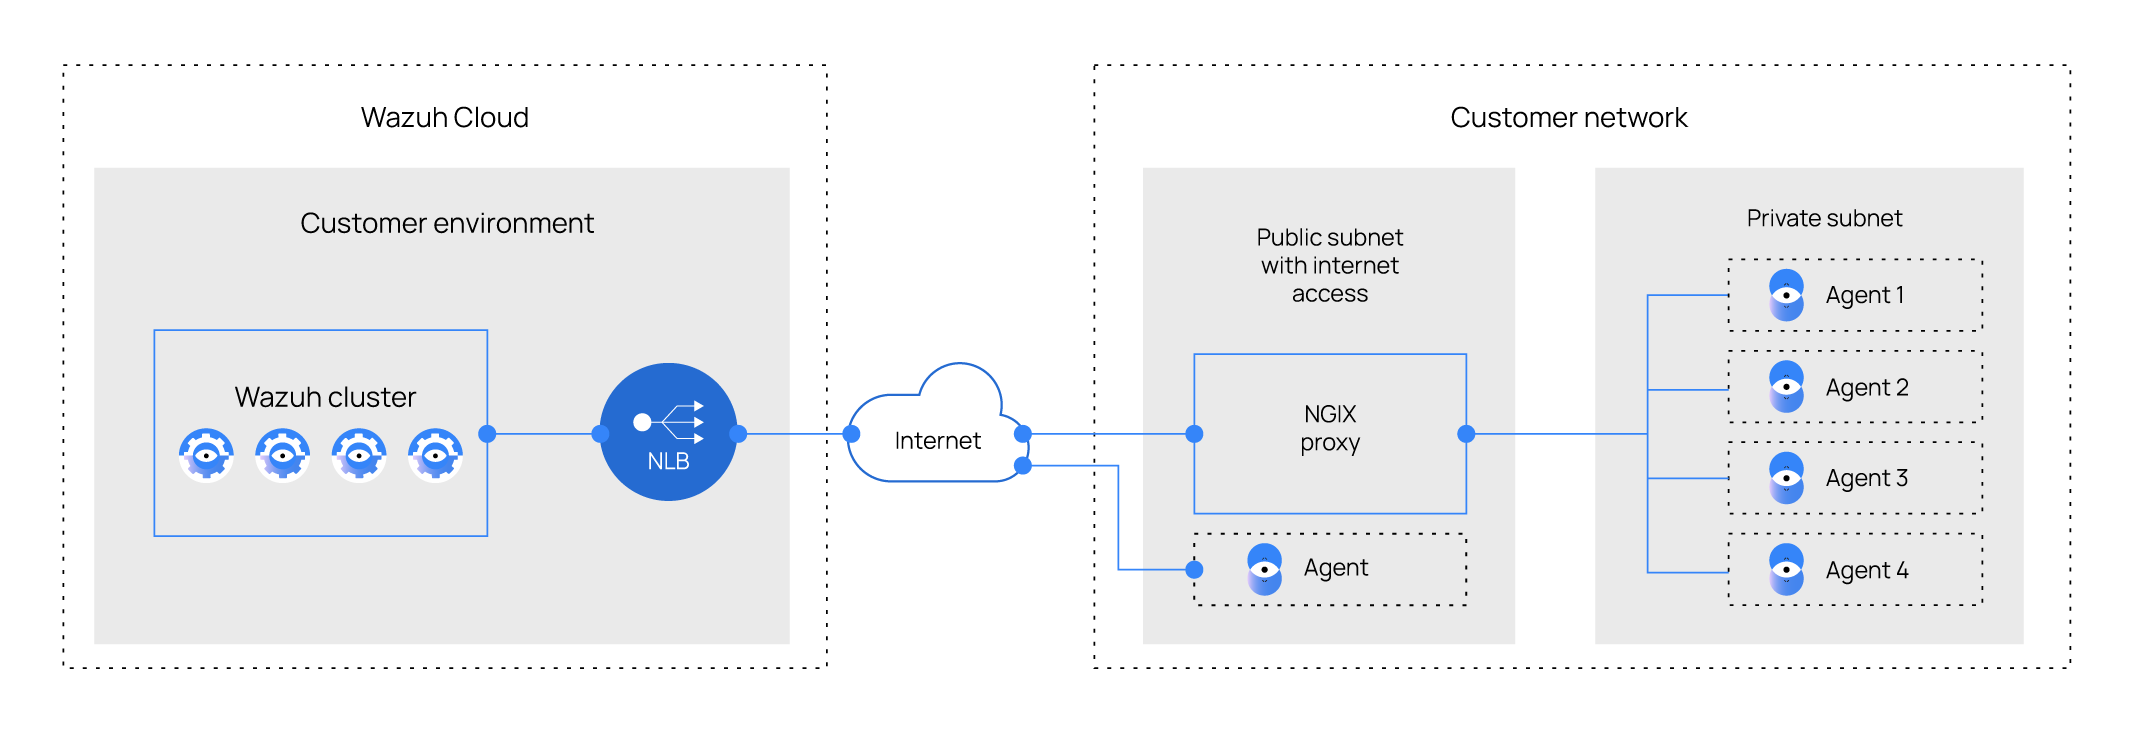 Wazuh Cloud
Customer environment
Wazuh cluster
NLB
Internet
Customer network
Public subnet
with internet
access
NGIX
proxy
Agent
Private subnet
Agent 1
Agent 2
Agent 3
Agent 4